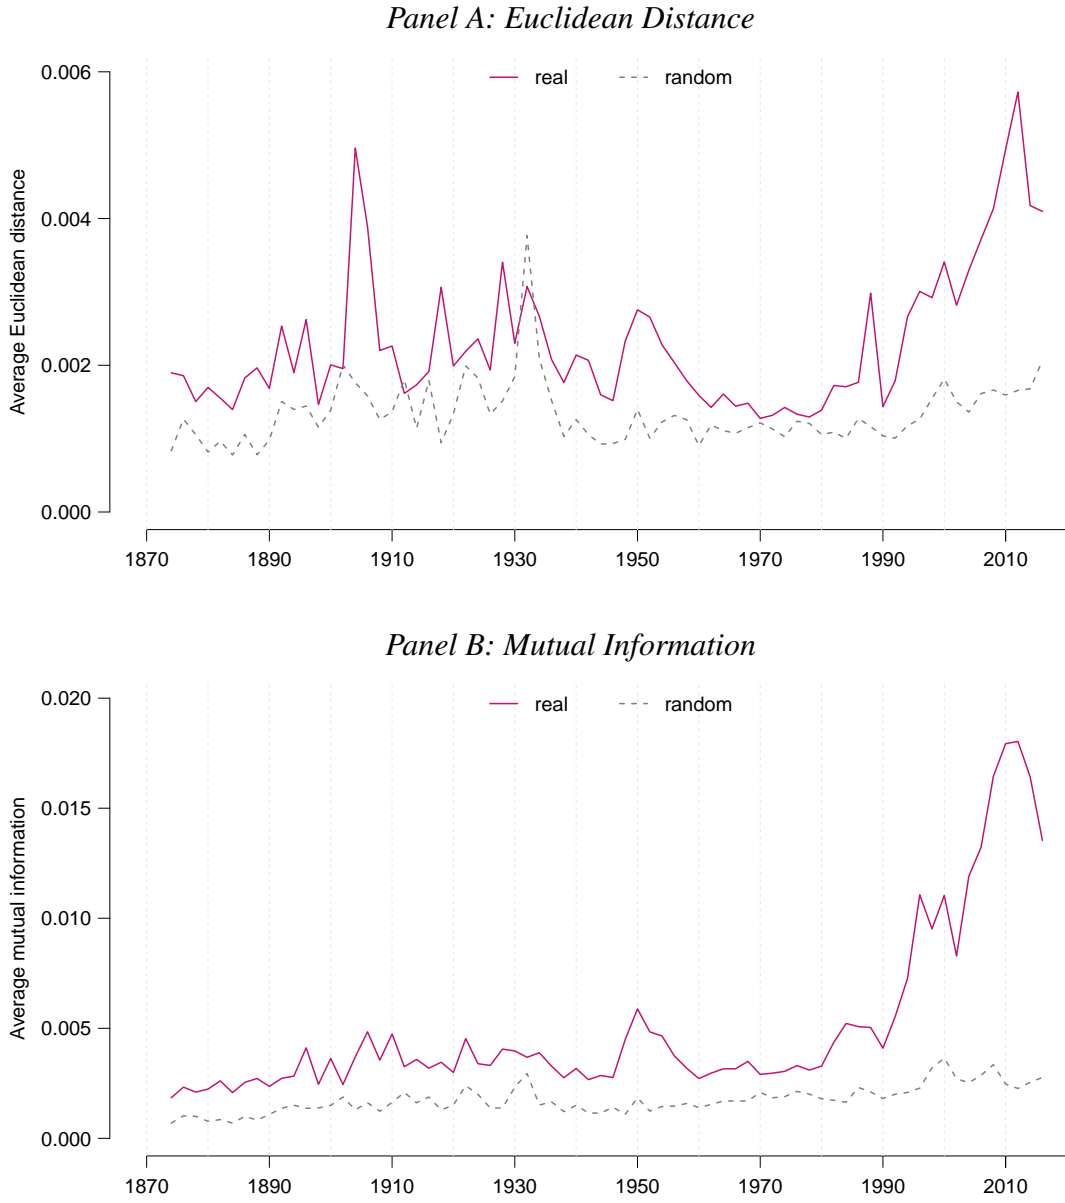 Panel A: Euclidean Distance
real random
Average Euclidean distance
0.006
0.004
0.002
0.000
1870 1890 1910 1930 1950 1970 1990 2010
Panel B: Mutual Information
real random
Average mutual information
0.020
0.015
0.010
0.005
0.000
1870 1890 1910 1930 1950 1970 1990 2010